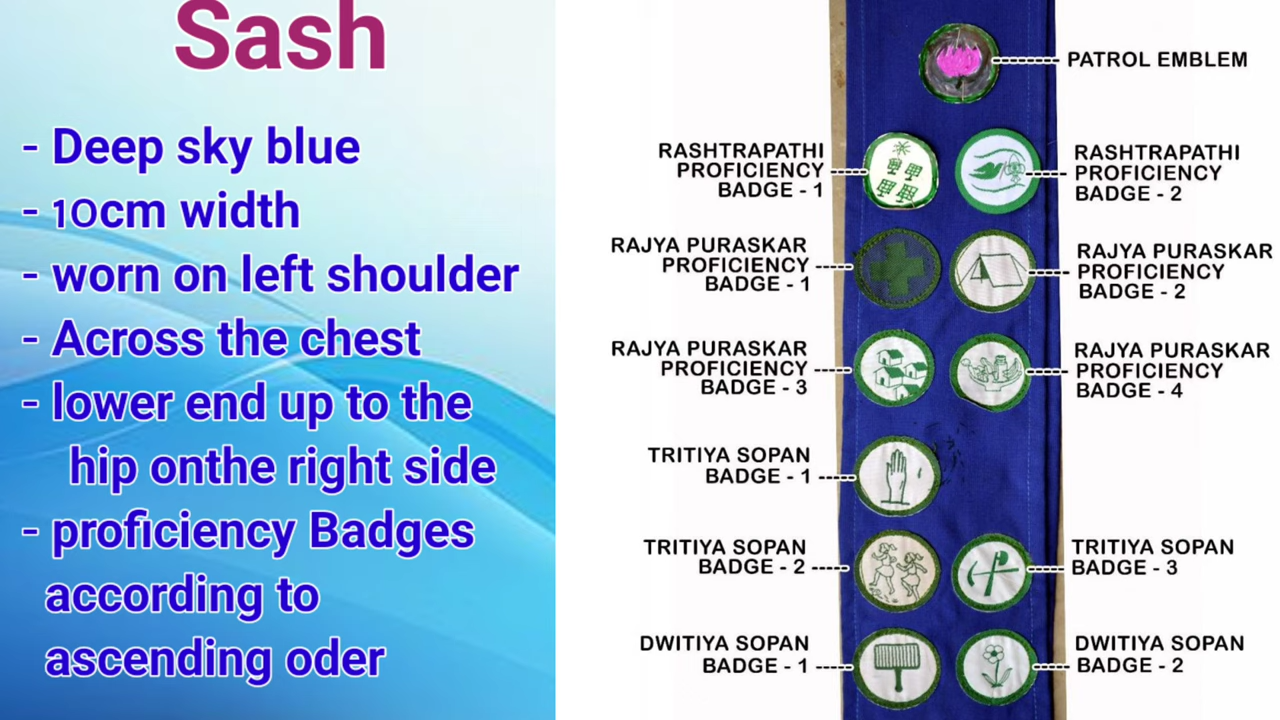 Sash
- Deep sky blue
- 10cm width
- worn on left shoulder
- Across the chest
- lower end up to the
hip onthe right side
- proficiency Badges
according to
ascending oder
PATROL EMBLEM
RASHTRAPATHI
PROFICIENCY
BADGE - 1
RASHTRAPATHI
PROFICIENCY
BADGE - 2
RAJYA PURASKAR
PROFICIENCY
BADGE - 1
RAJYA PURASKAR
PROFICIENCY
BADGE - 2
RAJYA PURASKAR
PROFICIENCY
BADGE - 3
RAJYA PURASKAR
PROFICIENCY
BADGE - 4
TRITIYA SOPAN
BADGE - 1
TRITIYA SOPAN
BADGE - 2
TRITIYA SOPAN
BADGE - 3
DWITIYA SOPAN
BADGE - 1
DWITIYA SOPAN
BADGE - 2